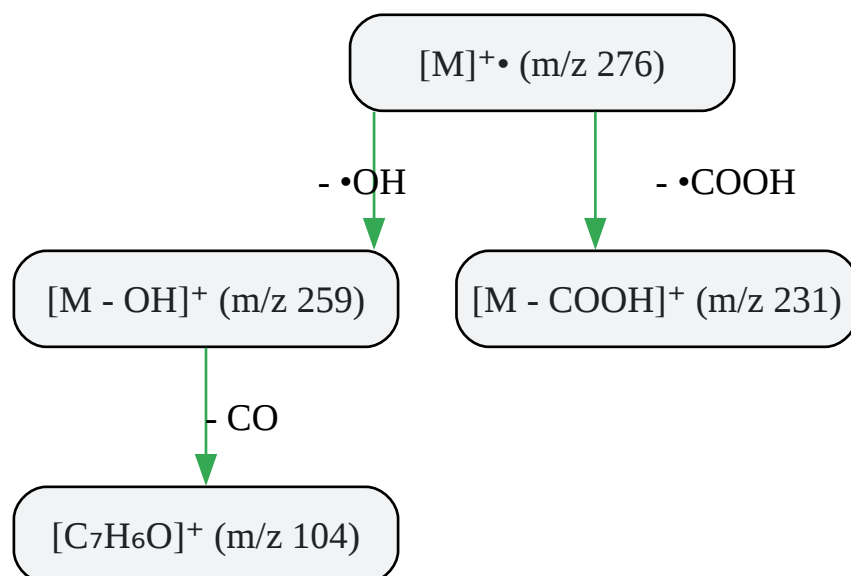 [M]⁺• (m/z 276)
- •OH
- •COOH
[M - OH]⁺ (m/z 259)
[M - COOH]⁺ (m/z 231)
- CO
[C₇H₆O]⁺ (m/z 104)